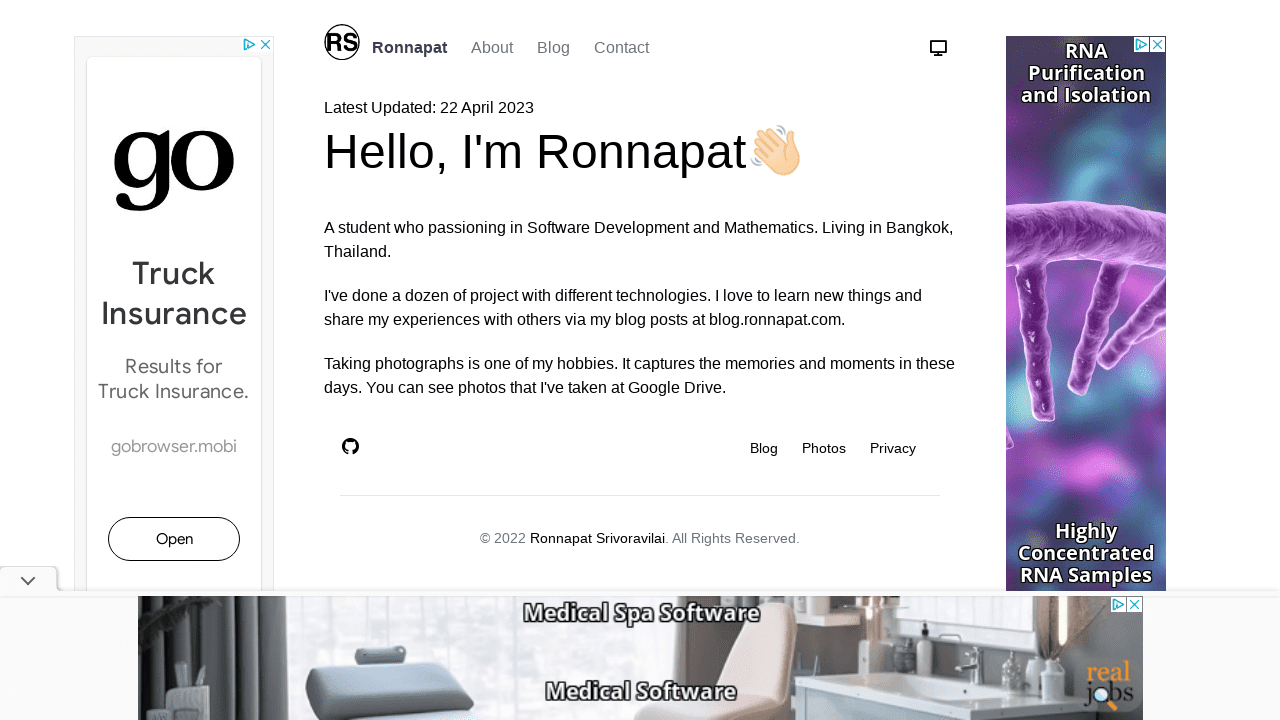 RS
Ronnapat About Blog Contact
Latest Updated: 22 April 2023
Hello, I'm Ronnapat👋🏻
A student who passioning in Software Development and Mathematics. Living in Bangkok,
Thailand.
I've done a dozen of project with different technologies. I love to learn new things and
share my experiences with others via my blog posts at blog.ronnapat.com.
Taking photographs is one of my hobbies. It captures the memories and moments in these
days. You can see photos that I've taken at Google Drive.
Blog Photos Privacy
© 2022 Ronnapat Srivoravilai. All Rights Reserved.
go
Truck
Insurance
Results for
Truck Insurance.
gobrowser.mobi
Open
RNA
Purification
and Isolation
Highly
Concentrated
RNA Samples
Medical Spa Software
Medical Software
real
jobs